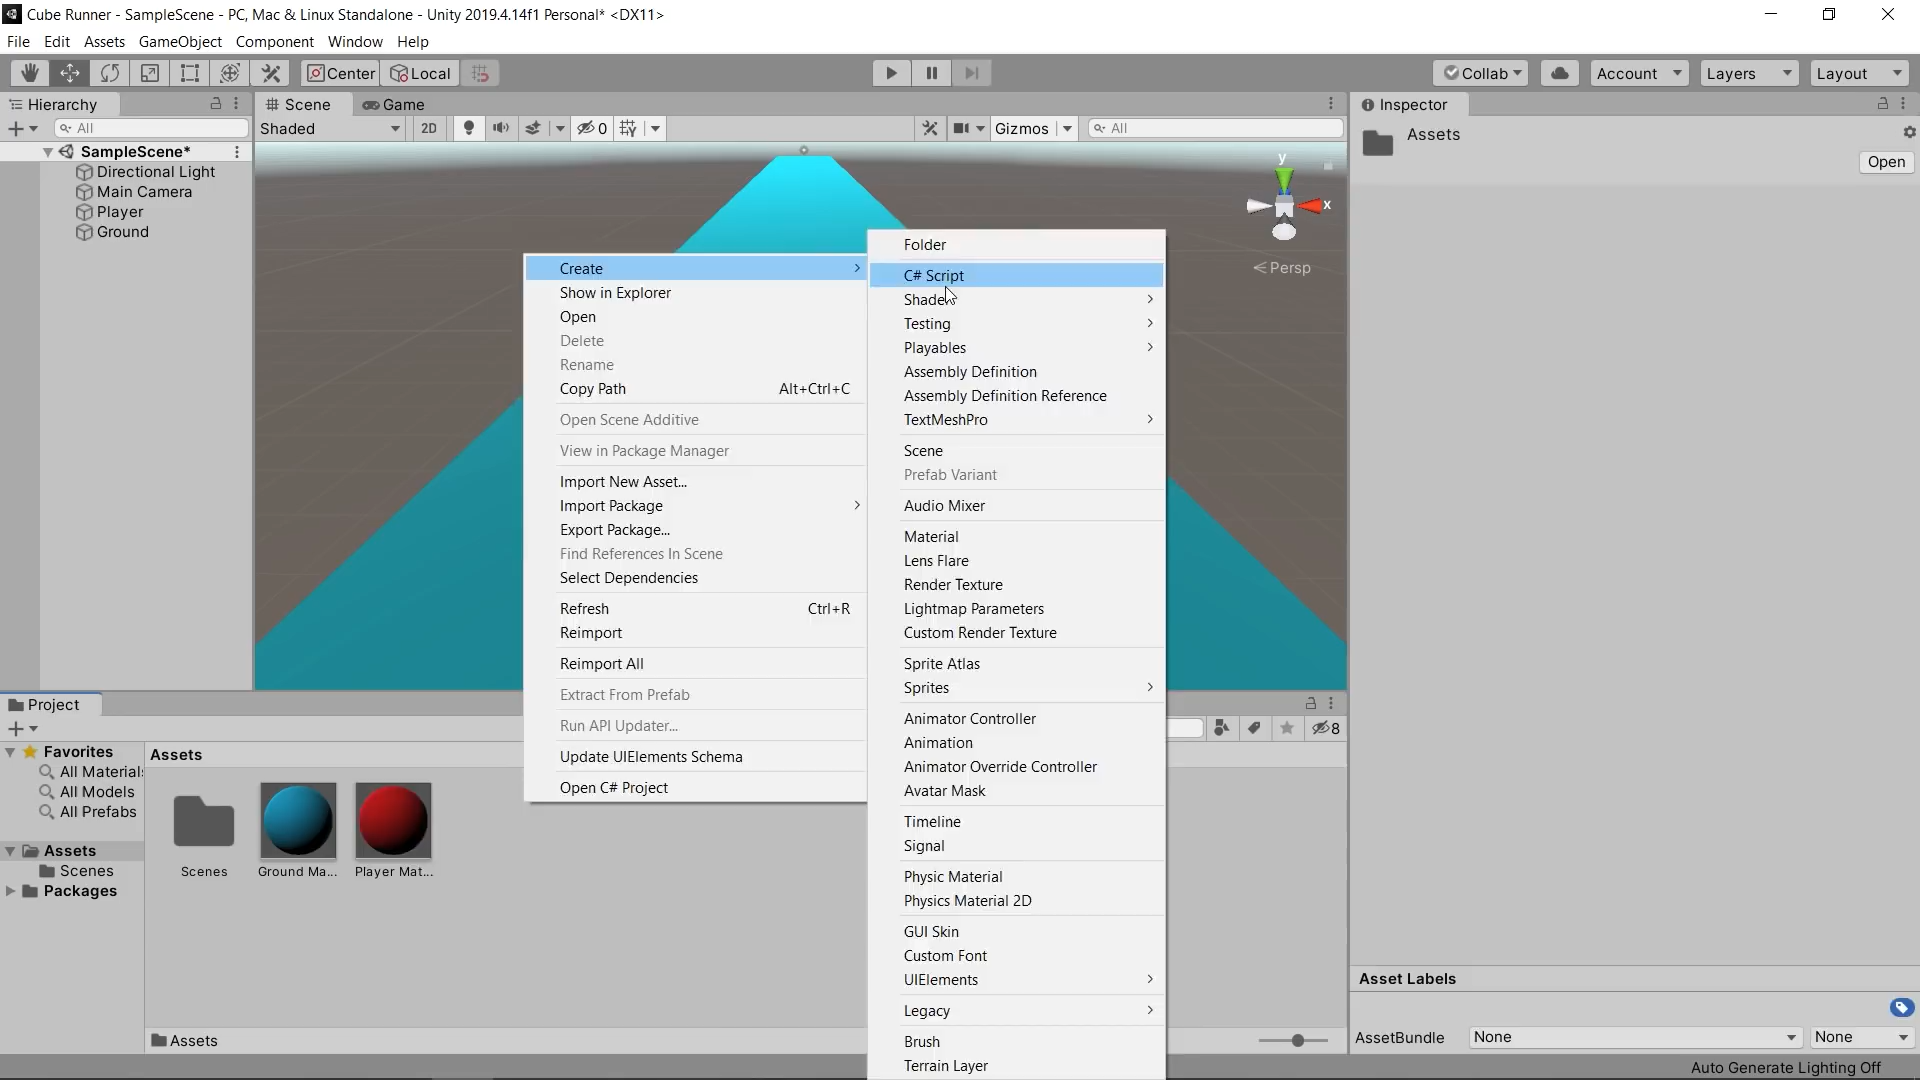 Cube Runner - SampleScene - PC, Mac & Linux Standalone - Unity 2019.4.14f1 Personal* <DX11>
File Edit Assets GameObject Component Window Help
Center Local Collab Account Layers Layout
Hierarchy
All
SampleScene*
Directional Light
Main Camera
Player
Ground
Scene Game
Shaded 2D 0 Gizmos All
y
x
Persp
Inspector
Assets
Open
Create
Show in Explorer
Open
Delete
Rename
Copy Path Alt+Ctrl+C
Open Scene Additive
View in Package Manager
Import New Asset...
Import Package
Export Package...
Find References In Scene
Select Dependencies
Refresh Ctrl+R
Reimport
Reimport All
Extract From Prefab
Run API Updater...
Update UIElements Schema
Open C# Project
Folder
C# Script
Shader
Testing
Playables
Assembly Definition
Assembly Definition Reference
TextMeshPro
Scene
Prefab Variant
Audio Mixer
Material
Lens Flare
Render Texture
Lightmap Parameters
Custom Render Texture
Sprite Atlas
Sprites
Animator Controller
Animation
Animator Override Controller
Avatar Mask
Timeline
Signal
Physic Material
Physics Material 2D
GUI Skin
Custom Font
UIElements
Legacy
Brush
Terrain Layer
Project
8
Favorites
All Materials
All Models
All Prefabs
Assets
Scenes
Packages
Assets
Scenes
Ground Ma...
Player Mat...
Assets
Asset Labels
AssetBundle None None
Auto Generate Lighting Off